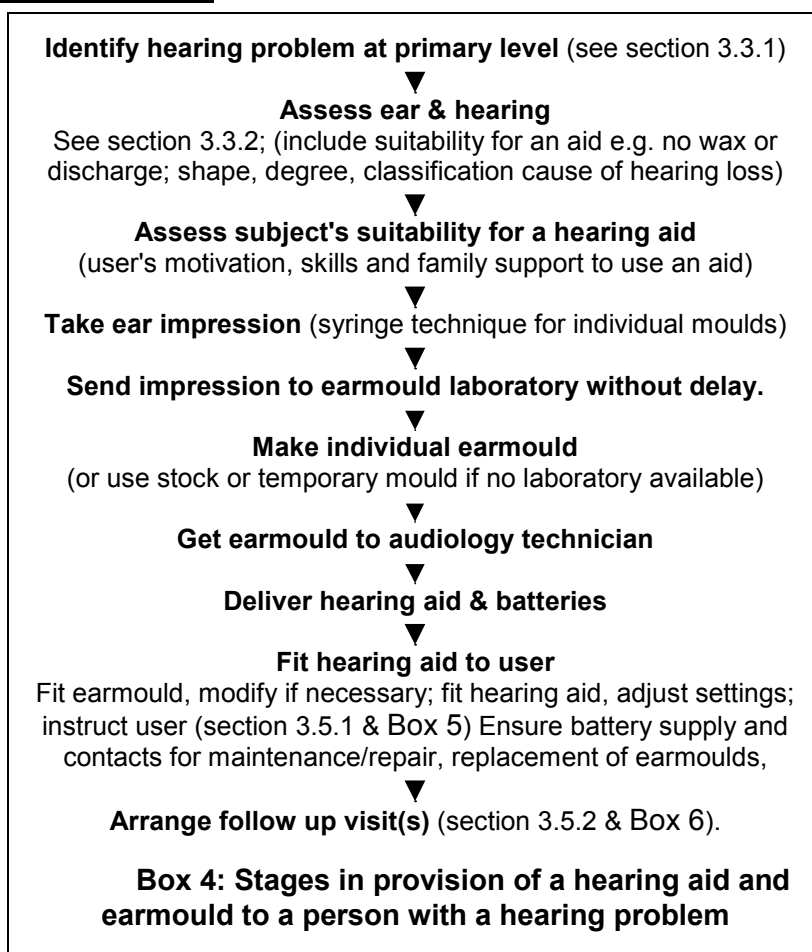 Identify hearing problem at primary level (see section 3.3.1)
Assess ear & hearing
See section 3.3.2; (include suitability for an aid e.g. no wax or
discharge; shape, degree, classification cause of hearing loss)
Assess subject's suitability for a hearing aid
(user's motivation, skills and family support to use an aid)
Take ear impression (syringe technique for individual moulds)
Send impression to earmould laboratory without delay.
Make individual earmould
(or use stock or temporary mould if no laboratory available)
Get earmould to audiology technician
Deliver hearing aid & batteries
Fit hearing aid to user
Fit earmould, modify if necessary; fit hearing aid, adjust settings;
instruct user (section 3.5.1 & Box 5) Ensure battery supply and
contacts for maintenance/repair, replacement of earmoulds,
Arrange follow up visit(s) (section 3.5.2 & Box 6).
Box 4: Stages in provision of a hearing aid and
earmould to a person with a hearing problem